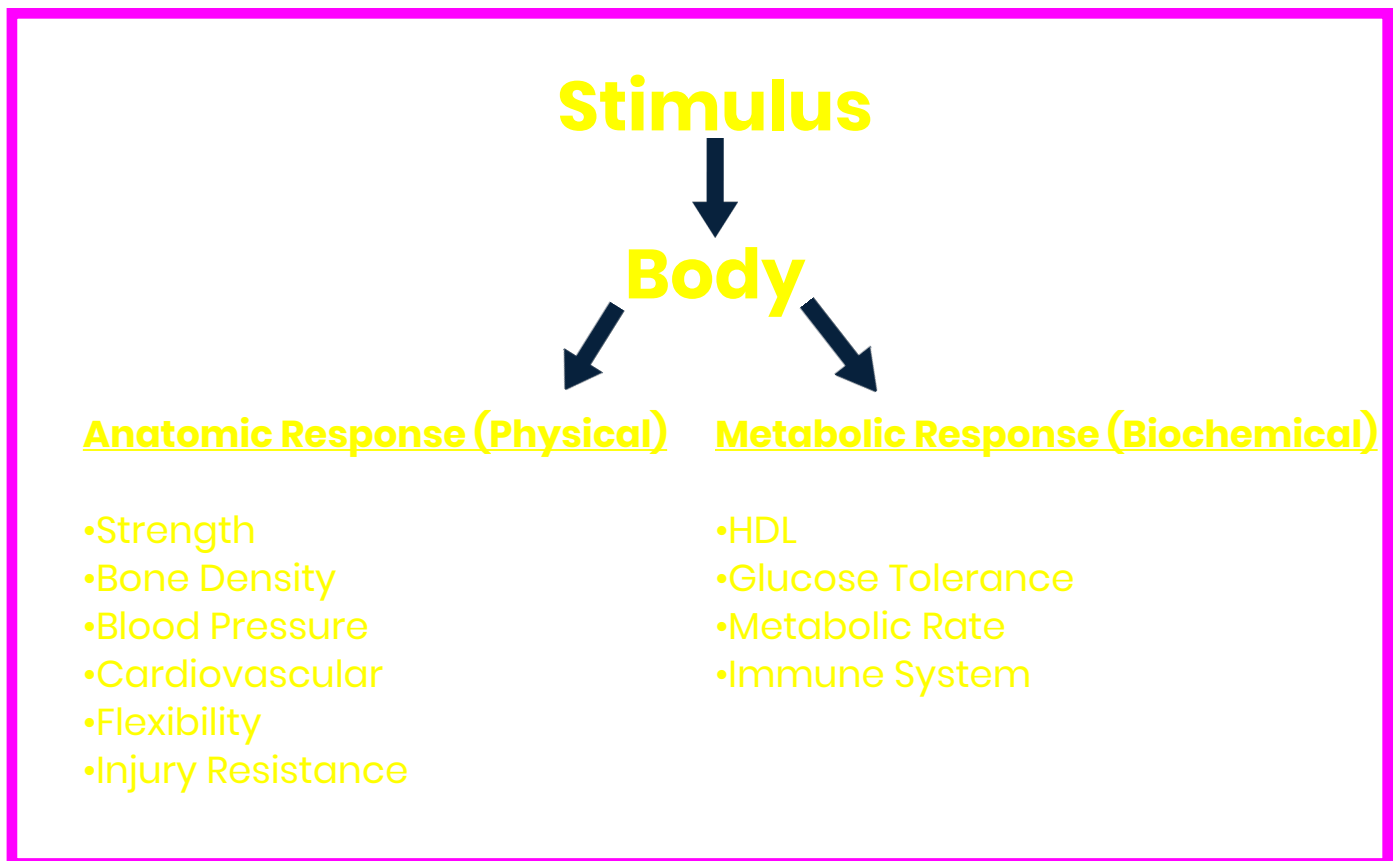 Stimulus
Body
Anatomic Response (Physical)
•Strength
•Bone Density
•Blood Pressure
•Cardiovascular
•Flexibility
•Injury Resistance
Metabolic Response (Biochemical)
•HDL
•Glucose Tolerance
•Metabolic Rate
•Immune System